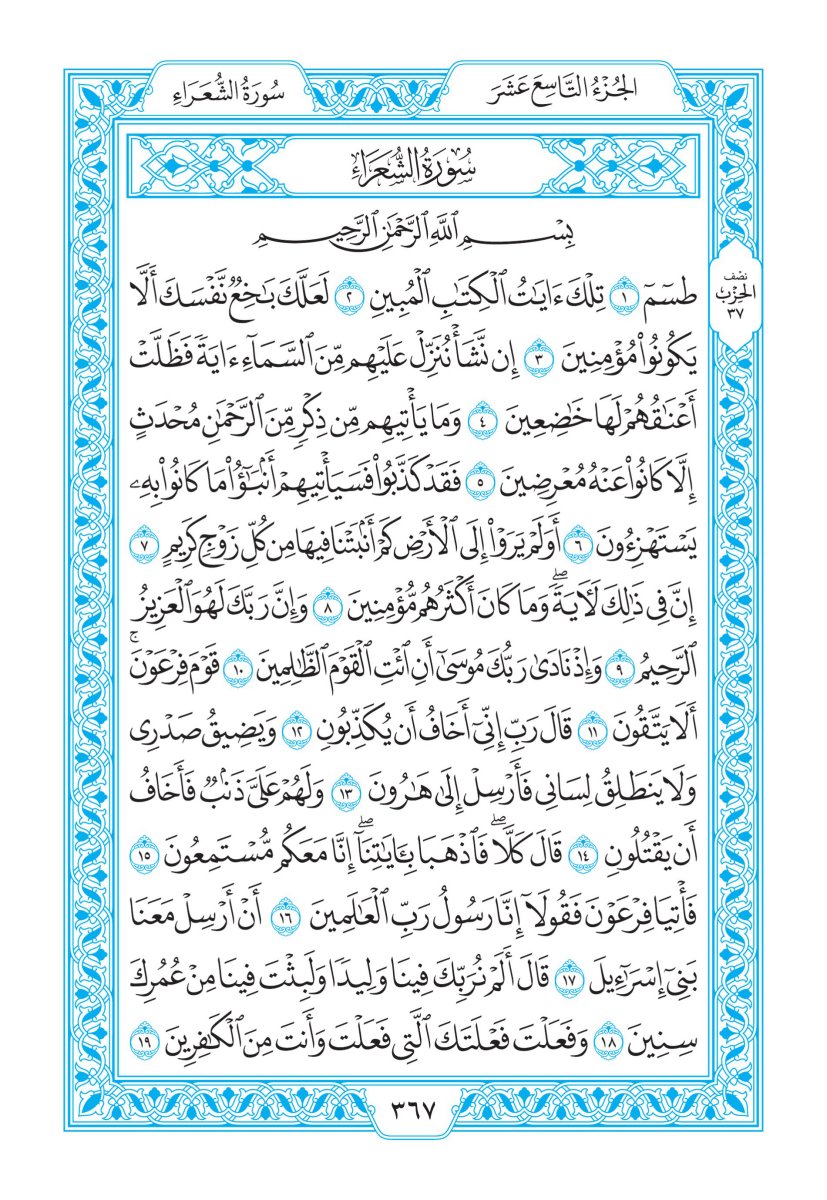 الجُزْءُ التَّاسِعَ عَشَرَ
سُورَةُ الشُّعَرَاءِ
سُورَةُ الشُّعَرَاءِ
بِسْمِ ٱللَّهِ ٱلرَّحْمَٰنِ ٱلرَّحِيمِ
نصْف
الحِزْب
٣٧
طسٓمٓ ١ تِلْكَ ءَايَٰتُ ٱلْكِتَٰبِ ٱلْمُبِينِ ٢ لَعَلَّكَ بَٰخِعٌ نَّفْسَكَ أَلَّا
يَكُونُوا۟ مُؤْمِنِينَ ٣ إِن نَّشَأْ نُنَزِّلْ عَلَيْهِم مِّنَ ٱلسَّمَآءِ ءَايَةً فَظَلَّتْ
أَعْنَٰقُهُمْ لَهَا خَٰضِعِينَ ٤ وَمَا يَأْتِيهِم مِّن ذِكْرٍ مِّنَ ٱلرَّحْمَٰنِ مُحْدَثٍ
إِلَّا كَانُوا۟ عَنْهُ مُعْرِضِينَ ٥ فَقَدْ كَذَّبُوا۟ فَسَيَأْتِيهِمْ أَنۢبَٰٓؤُا۟ مَا كَانُوا۟ بِهِۦ
يَسْتَهْزِءُونَ ٦ أَوَلَمْ يَرَوْا۟ إِلَى ٱلْأَرْضِ كَمْ أَنۢبَتْنَا فِيهَا مِن كُلِّ زَوْجٍ كَرِيمٍ ٧
إِنَّ فِى ذَٰلِكَ لَءَايَةً ۖ وَمَا كَانَ أَكْثَرُهُم مُّؤْمِنِينَ ٨ وَإِنَّ رَبَّكَ لَهُوَ ٱلْعَزِيزُ
ٱلرَّحِيمُ ٩ وَإِذْ نَادَىٰ رَبُّكَ مُوسَىٰٓ أَنِ ٱئْتِ ٱلْقَوْمَ ٱلظَّٰلِمِينَ ١٠ قَوْمَ فِرْعَوْنَ ۚ
أَلَا يَتَّقُونَ ١١ قَالَ رَبِّ إِنِّىٓ أَخَافُ أَن يُكَذِّبُونِ ١٢ وَيَضِيقُ صَدْرِى
وَلَا يَنطَلِقُ لِسَانِى فَأَرْسِلْ إِلَىٰ هَٰرُونَ ١٣ وَلَهُمْ عَلَىَّ ذَنۢبٌ فَأَخَافُ
أَن يَقْتُلُونِ ١٤ قَالَ كَلَّا ۖ فَٱذْهَبَا بِـَٔايَٰتِنَآ ۖ إِنَّا مَعَكُم مُّسْتَمِعُونَ ١٥
فَأْتِيَا فِرْعَوْنَ فَقُولَآ إِنَّا رَسُولُ رَبِّ ٱلْعَٰلَمِينَ ١٦ أَنْ أَرْسِلْ مَعَنَا
بَنِىٓ إِسْرَٰٓءِيلَ ١٧ قَالَ أَلَمْ نُرَبِّكَ فِينَا وَلِيدًا وَلَبِثْتَ فِينَا مِنْ عُمُرِكَ
سِنِينَ ١٨ وَفَعَلْتَ فَعْلَتَكَ ٱلَّتِى فَعَلْتَ وَأَنتَ مِنَ ٱلْكَٰفِرِينَ ١٩
٣٦٧